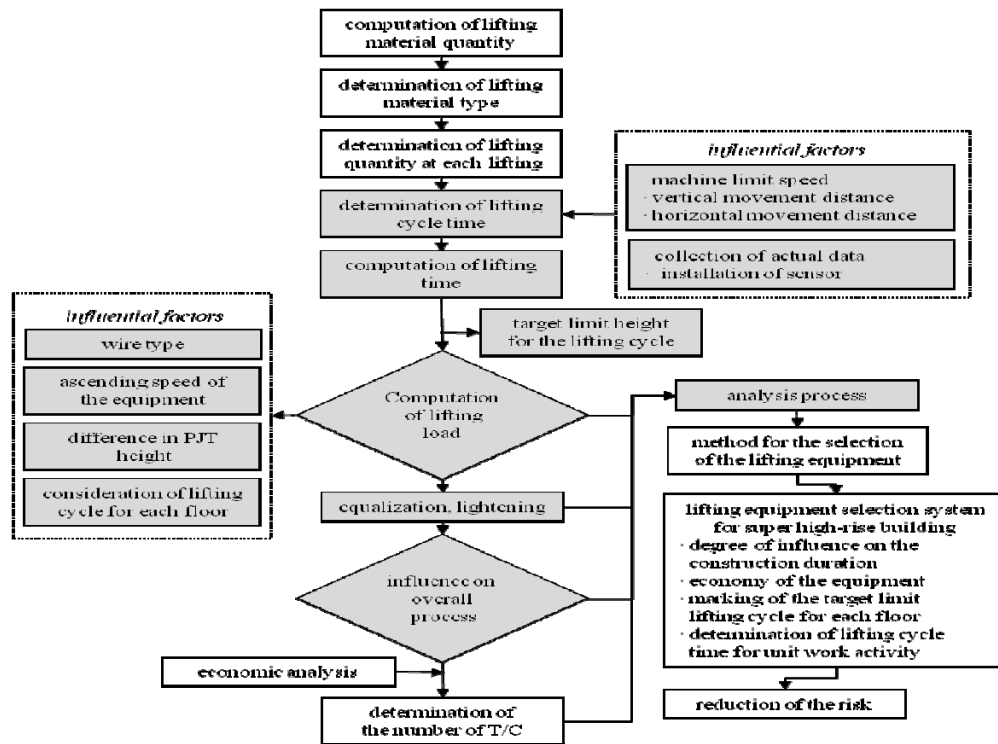 computation of lifting
material quantity
determination of lifting
material type
determination of lifting
quantity at each lifting
determination of lifting
cycle time
computation of lifting
time
influential factors
machine limit speed
· vertical movement distance
· horizontal movement distance
collection of actual data
· installation of sensor
target limit height
for the lifting cycle
influential factors
wire type
ascending speed of
the equipment
difference in PJT
height
consideration of lifting
cycle for each floor
Computation
of lifting
load
equalization, lightening
influence on
overall
process
economic analysis
determination of
the number of T/C
analysis process
method for the selection
of the lifting equipment
lifting equipment selection system
for super high-rise building
· degree of influence on the
construction duration
· economy of the equipment
· marking of the target limit
lifting cycle for each floor
· determination of lifting cycle
time for unit work activity
reduction of the risk